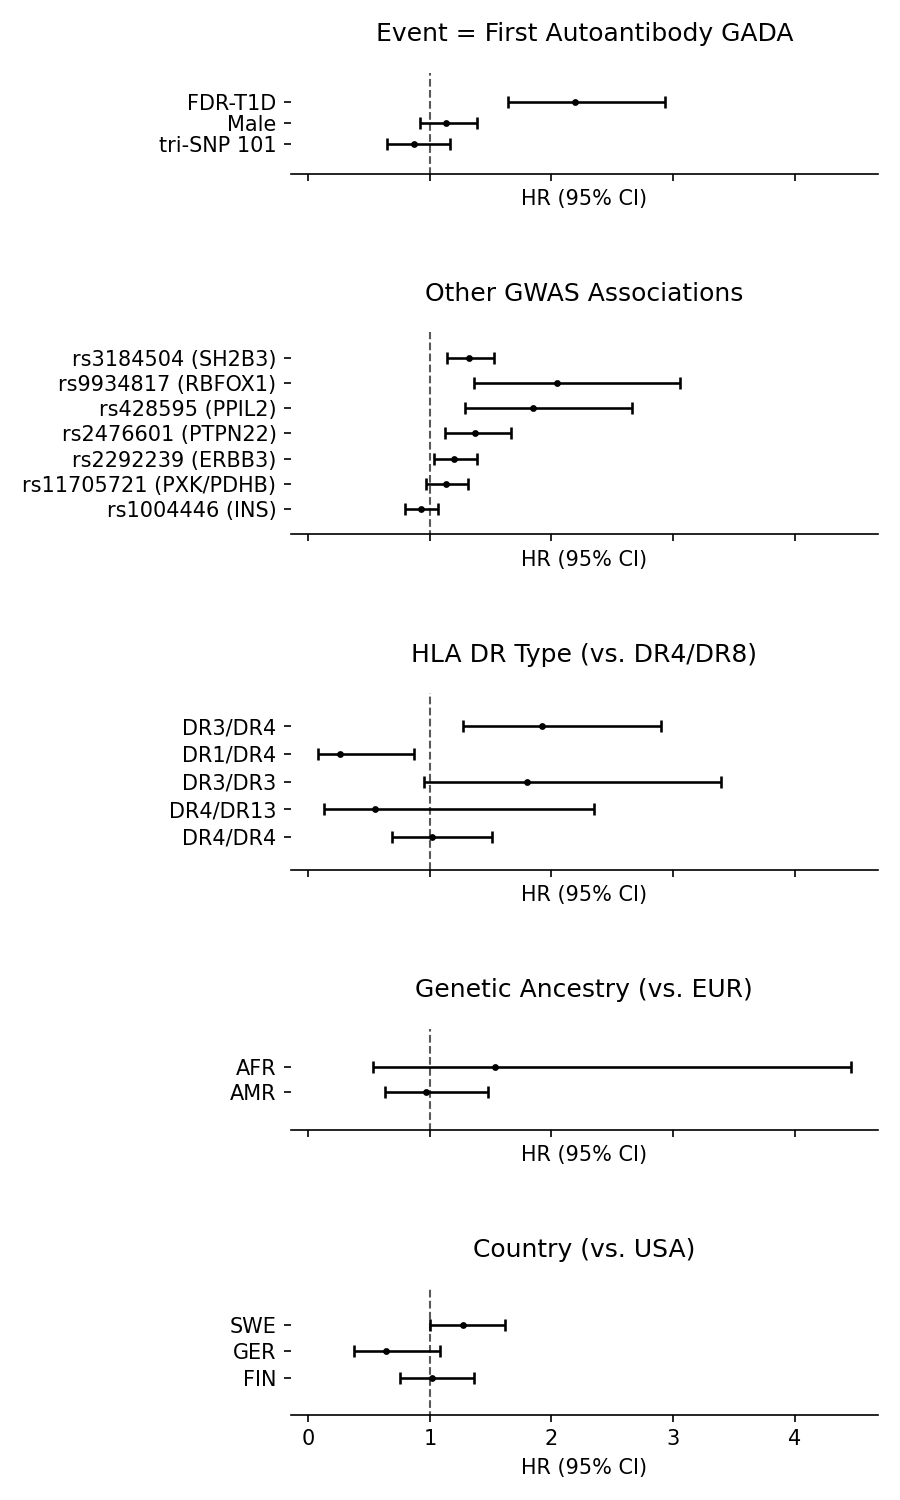 Event = First Autoantibody GADA
FDR-T1D
Male
tri-SNP 101
HR (95% CI)
Other GWAS Associations
rs3184504 (SH2B3)
rs9934817 (RBFOX1)
rs428595 (PPIL2)
rs2476601 (PTPN22)
rs2292239 (ERBB3)
rs11705721 (PXK/PDHB)
rs1004446 (INS)
HR (95% CI)
HLA DR Type (vs. DR4/DR8)
DR3/DR4
DR1/DR4
DR3/DR3
DR4/DR13
DR4/DR4
HR (95% CI)
Genetic Ancestry (vs. EUR)
AFR
AMR
HR (95% CI)
Country (vs. USA)
SWE
GER
FIN
0 1 2 3 4
HR (95% CI)